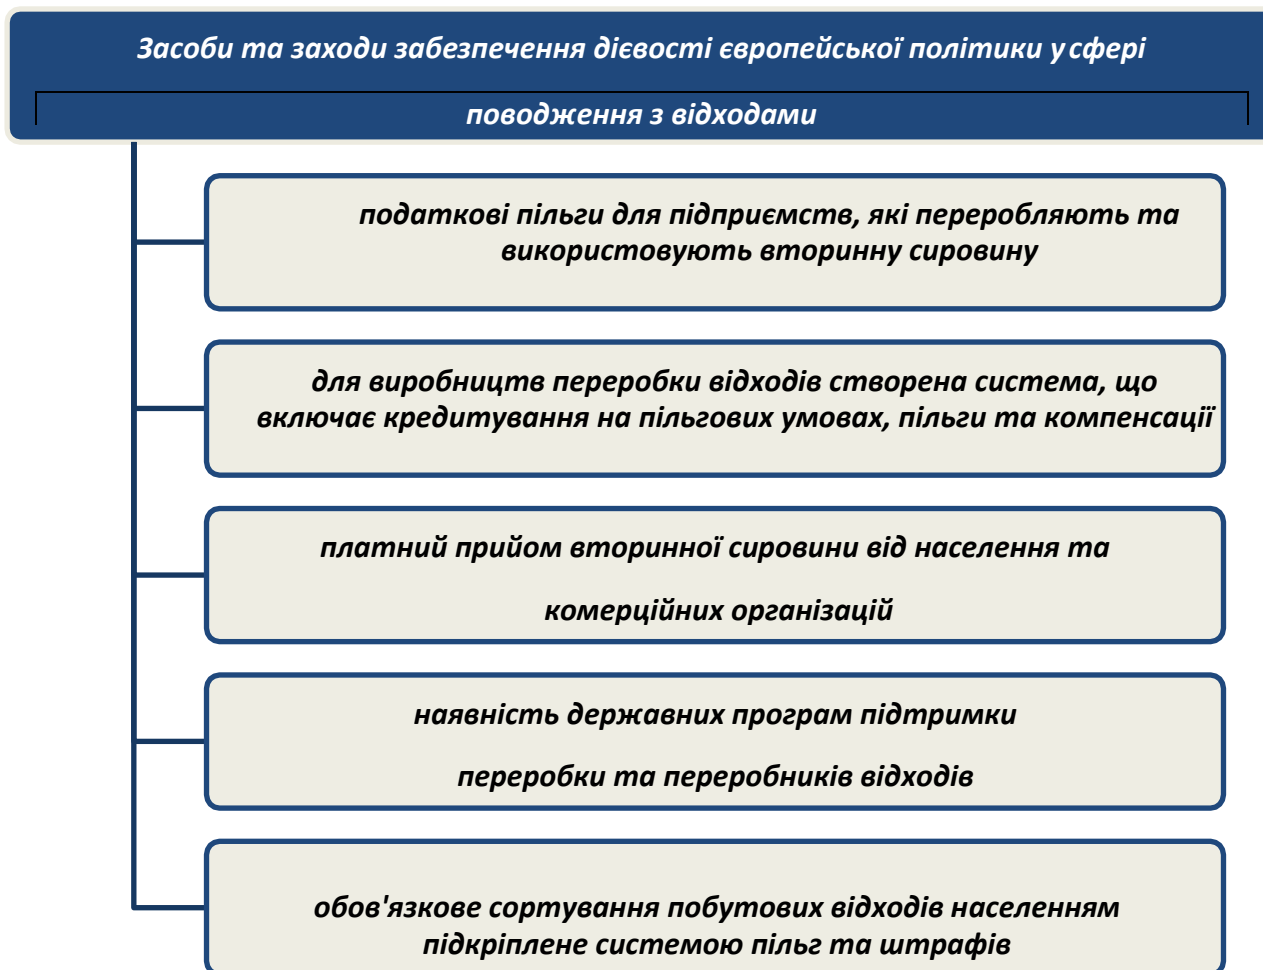 Засоби та заходи забезпечення дієвості європейської політики у сфері
поводження з відходами
податкові пільги для підприємств, які переробляють та
використовують вторинну сировину
для виробництв переробки відходів створена система, що
включає кредитування на пільгових умовах, пільги та компенсації
платний прийом вторинної сировини від населення та
комерційних організацій
наявність державних програм підтримки
переробки та переробників відходів
обов'язкове сортування побутових відходів населенням
підкріплене системою пільг та штрафів